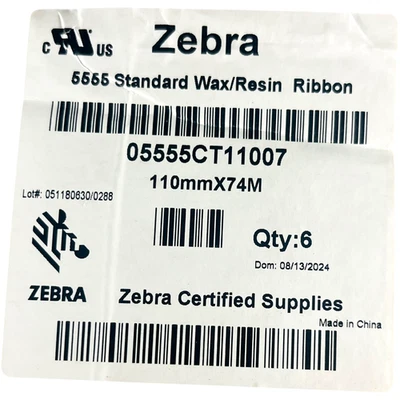 c RU US
Zebra
5555 Standard Wax/Resin Ribbon
05555CT11007
110mmX74M
Lot#: 051180630/0288
Qty:6
Dom: 08/13/2024
ZEBRA
Zebra Certified Supplies
Made in China